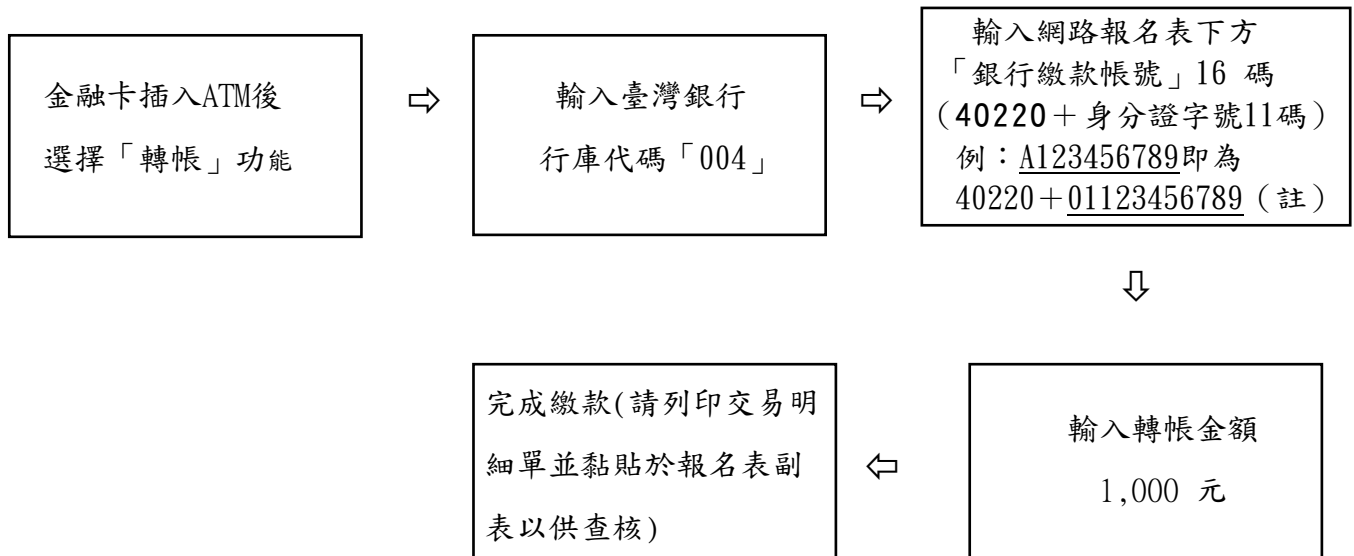 金融卡插入ATM後
選擇「轉帳」功能
⇨
輸入臺灣銀行
行庫代碼「004」
⇨
輸入網路報名表下方
「銀行繳款帳號」16 碼
（40220＋身分證字號11碼）
例：A123456789即為
40220＋01123456789（註）
⇩
輸入轉帳金額
1,000 元
⇦
完成繳款(請列印交易明
細單並黏貼於報名表副
表以供查核)